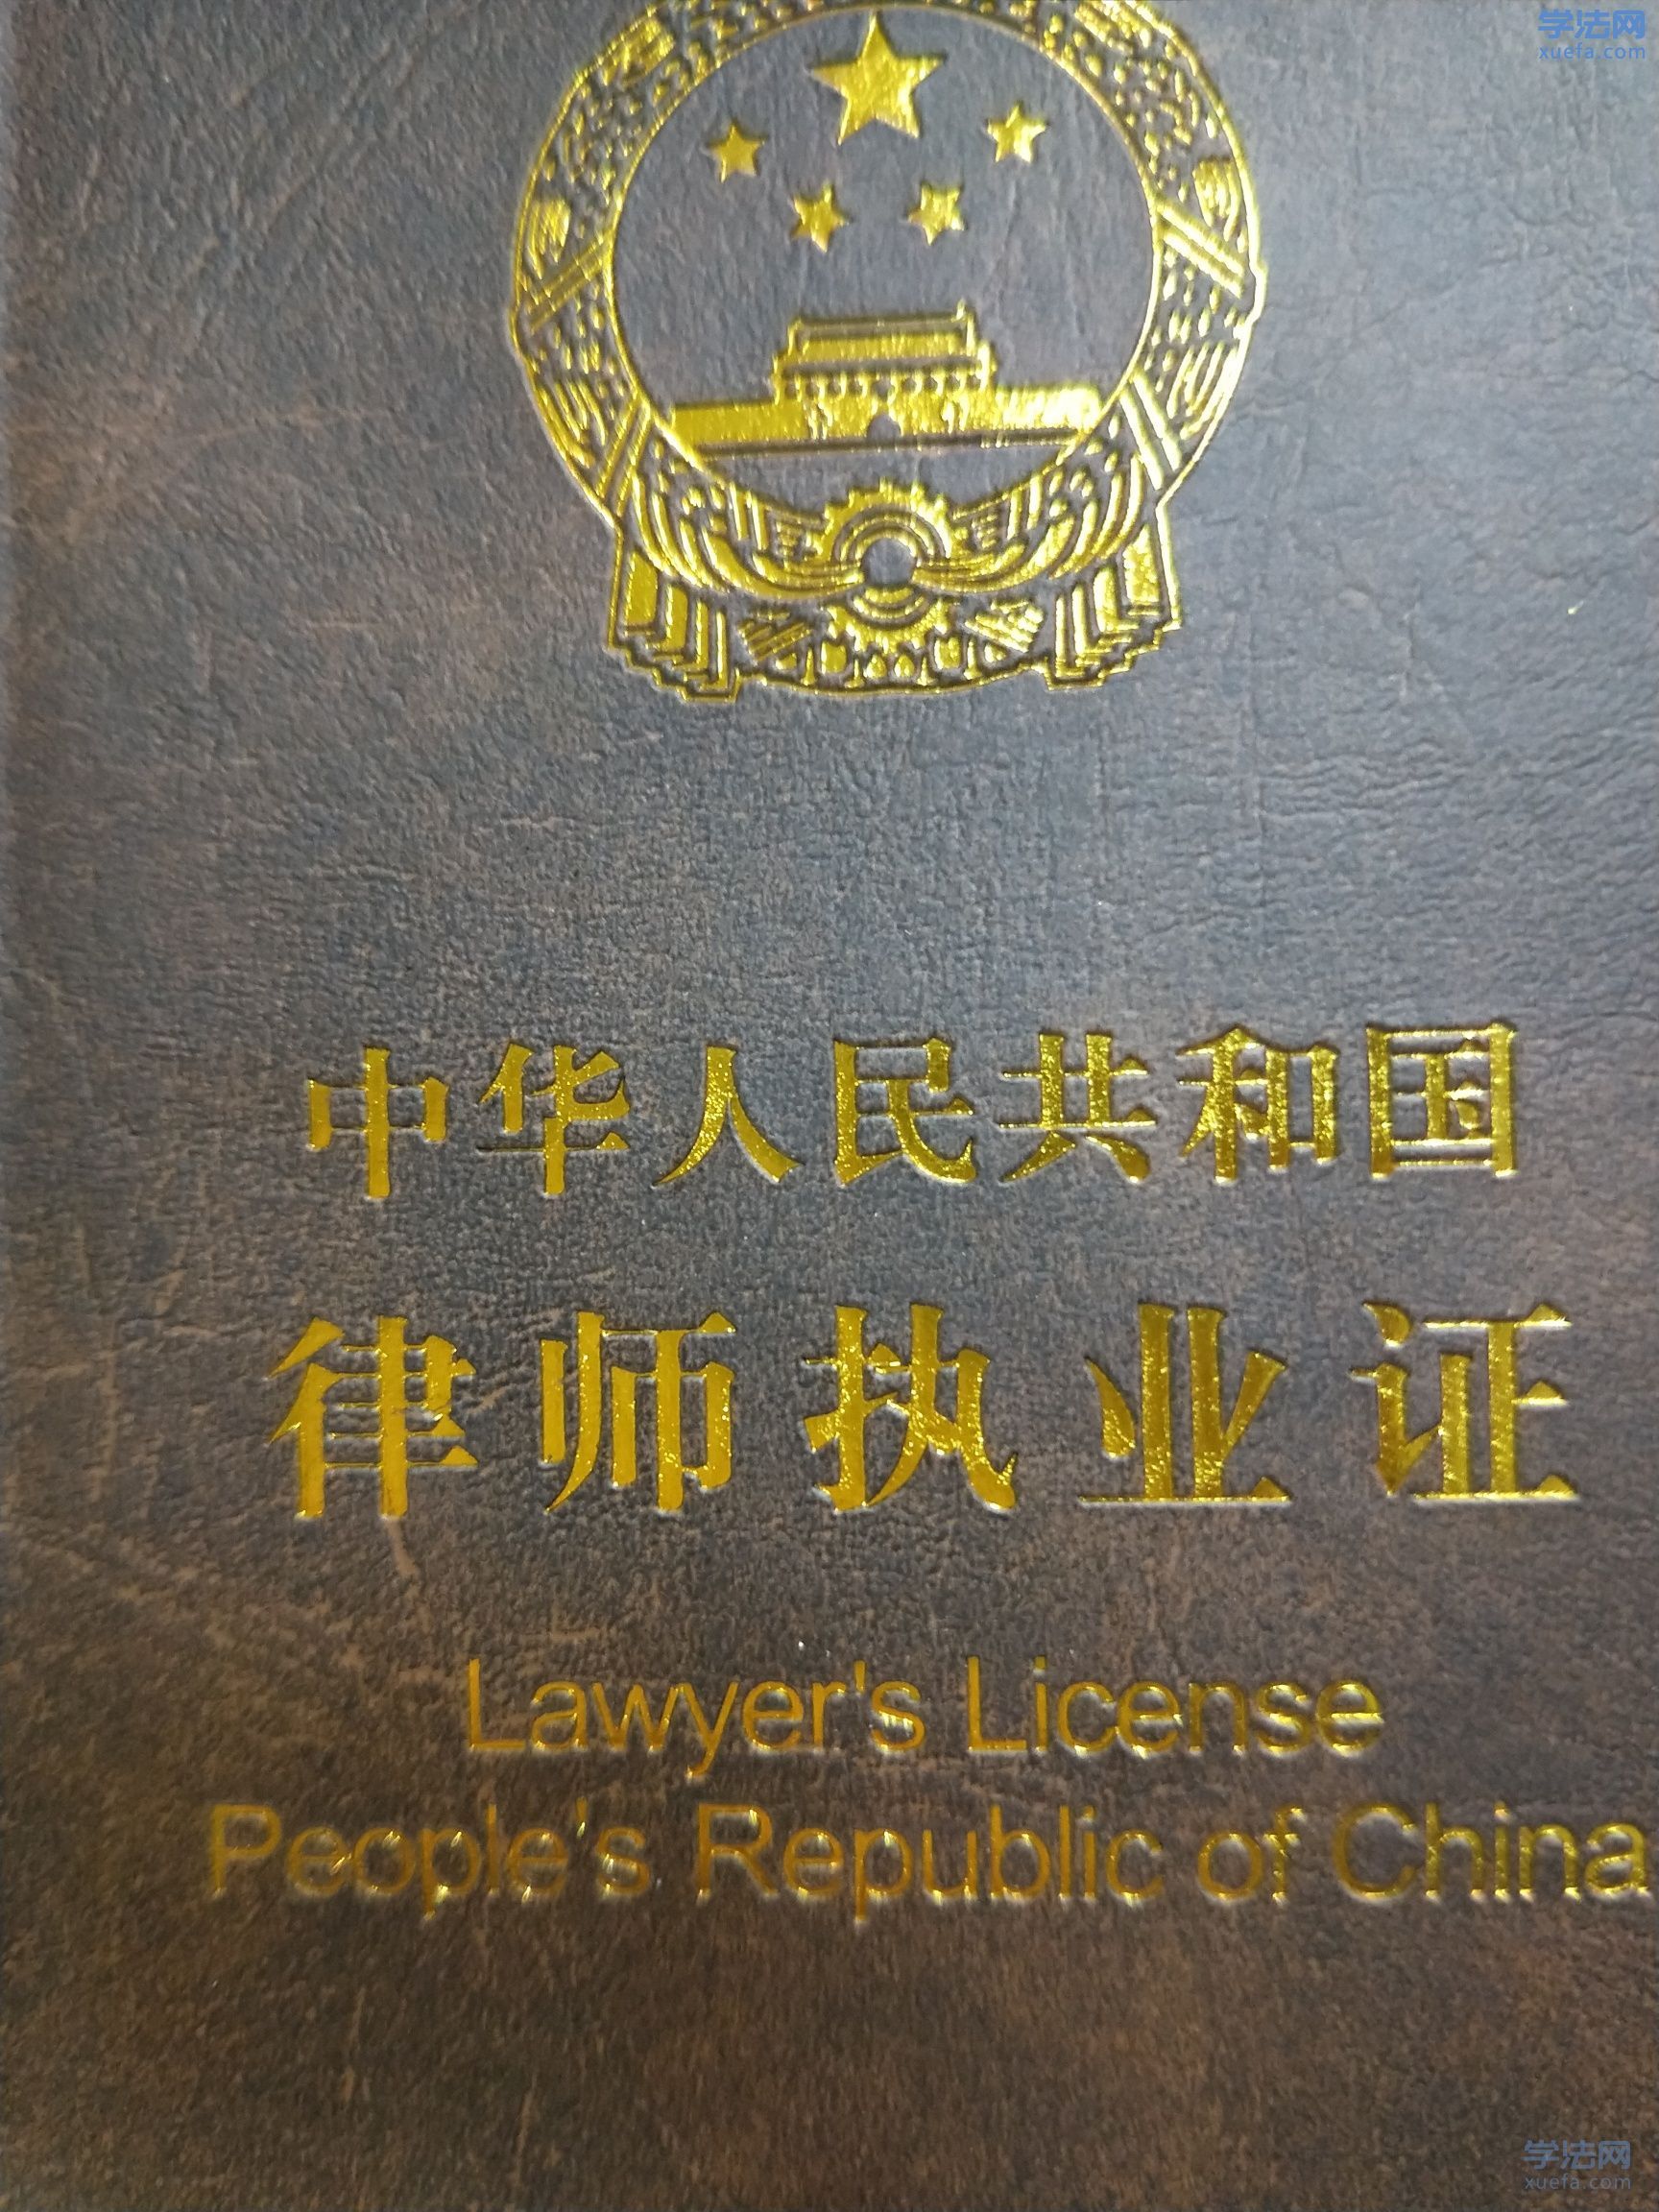 学法网
xuefa.com
中华人民共和国
律师执业证
Lawyer's License
People's Republic of China
学法网
xuefa.com